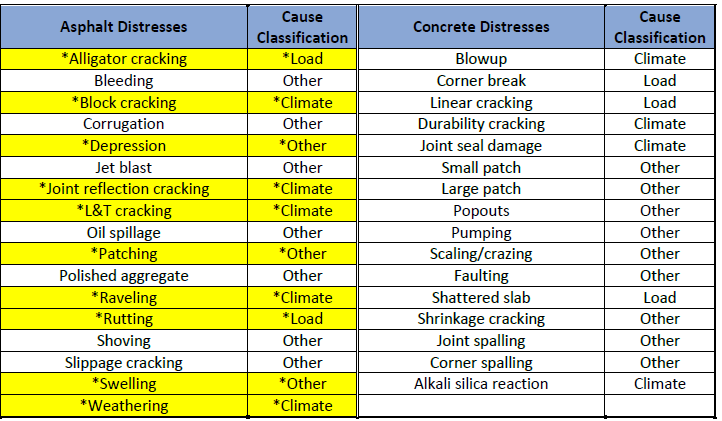 Asphalt Distresses Cause Classification Concrete Distresses Cause Classification
*Alligator cracking *Load Blowup Climate
Bleeding Other Corner break Load
*Block cracking *Climate Linear cracking Load
Corrugation Other Durability cracking Climate
*Depression *Other Joint seal damage Climate
Jet blast Other Small patch Other
*Joint reflection cracking *Climate Large patch Other
*L&T cracking *Climate Popouts Other
Oil spillage Other Pumping Other
*Patching *Other Scaling/crazing Other
Polished aggregate Other Faulting Other
*Raveling *Climate Shattered slab Load
*Rutting *Load Shrinkage cracking Other
Shoving Other Joint spalling Other
Slippage cracking Other Corner spalling Other
*Swelling *Other Alkali silica reaction Climate
*Weathering *Climate